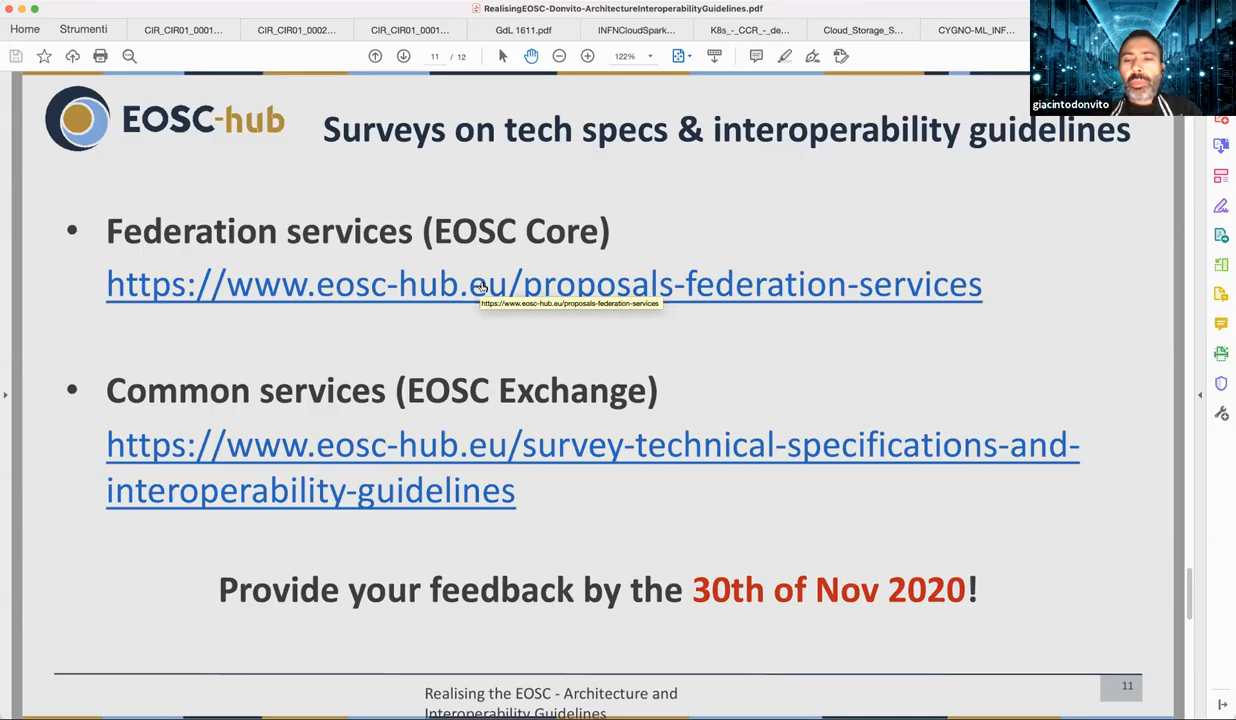 RealisingEOSC-Donvito-ArchitectureInteroperabilityGuidelines.pdf
Home Strumenti CIR_CIR01_0001... CIR_CIR01_0002... CIR_CIR01_0001... GdL 1611.pdf INFNCloudSpark... K8s_-_CCR_-_de... Cloud_Storage_S... CYGNO-ML_INF...
11 / 12 122%
giacintodonvito
EOSC-hub
Surveys on tech specs & interoperability guidelines
• Federation services (EOSC Core)
https://www.eosc-hub.eu/proposals-federation-services
https://www.eosc-hub.eu/proposals-federation-services
• Common services (EOSC Exchange)
https://www.eosc-hub.eu/survey-technical-specifications-and-
interoperability-guidelines
Provide your feedback by the 30th of Nov 2020!
Realising the EOSC - Architecture and
Interoperability Guidelines
11